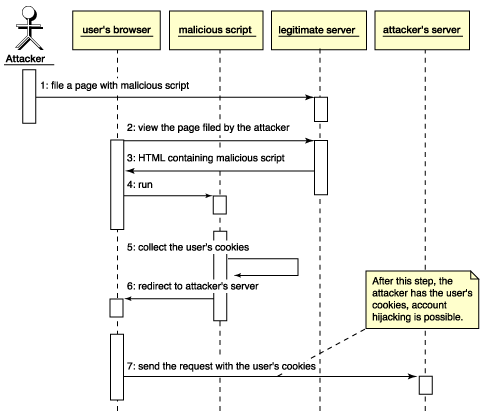 user's browser
malicious script
legitimate server
attacker's server
Attacker
1: file a page with malicious script
2: view the page filed by the attacker
3: HTML containing malicious script
4: run
5: collect the user's cookies
6: redirect to attacker's server
After this step, the
attacker has the user's
cookies, account
hijacking is possible.
7: send the request with the user's cookies